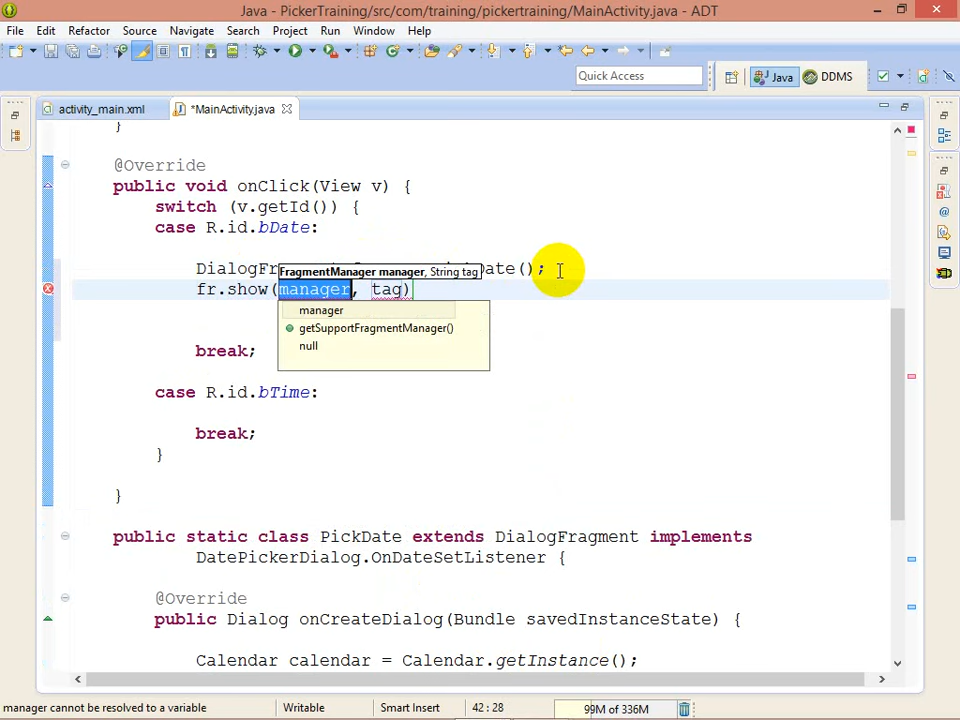 Java - PickerTraining/src/com/training/pickertraining/MainActivity.java - ADT
File Edit Refactor Source Navigate Search Project Run Window Help
Quick Access
Java
DDMS
activity_main.xml
*MainActivity.java
}
@Override
public void onClick(View v) {
switch (v.getId()) {
case R.id.bDate:
DialogFr
ate();
FragmentManager manager, String tag
fr.show(manager, tag)
manager
getSupportFragmentManager()
null
break;
case R.id.bTime:
break;
}
}
public static class PickDate extends DialogFragment implements
DatePickerDialog.OnDateSetListener {
@Override
public Dialog onCreateDialog(Bundle savedInstanceState) {
Calendar calendar = Calendar.getInstance();
manager cannot be resolved to a variable
Writable
Smart Insert
42 : 28
99M of 336M